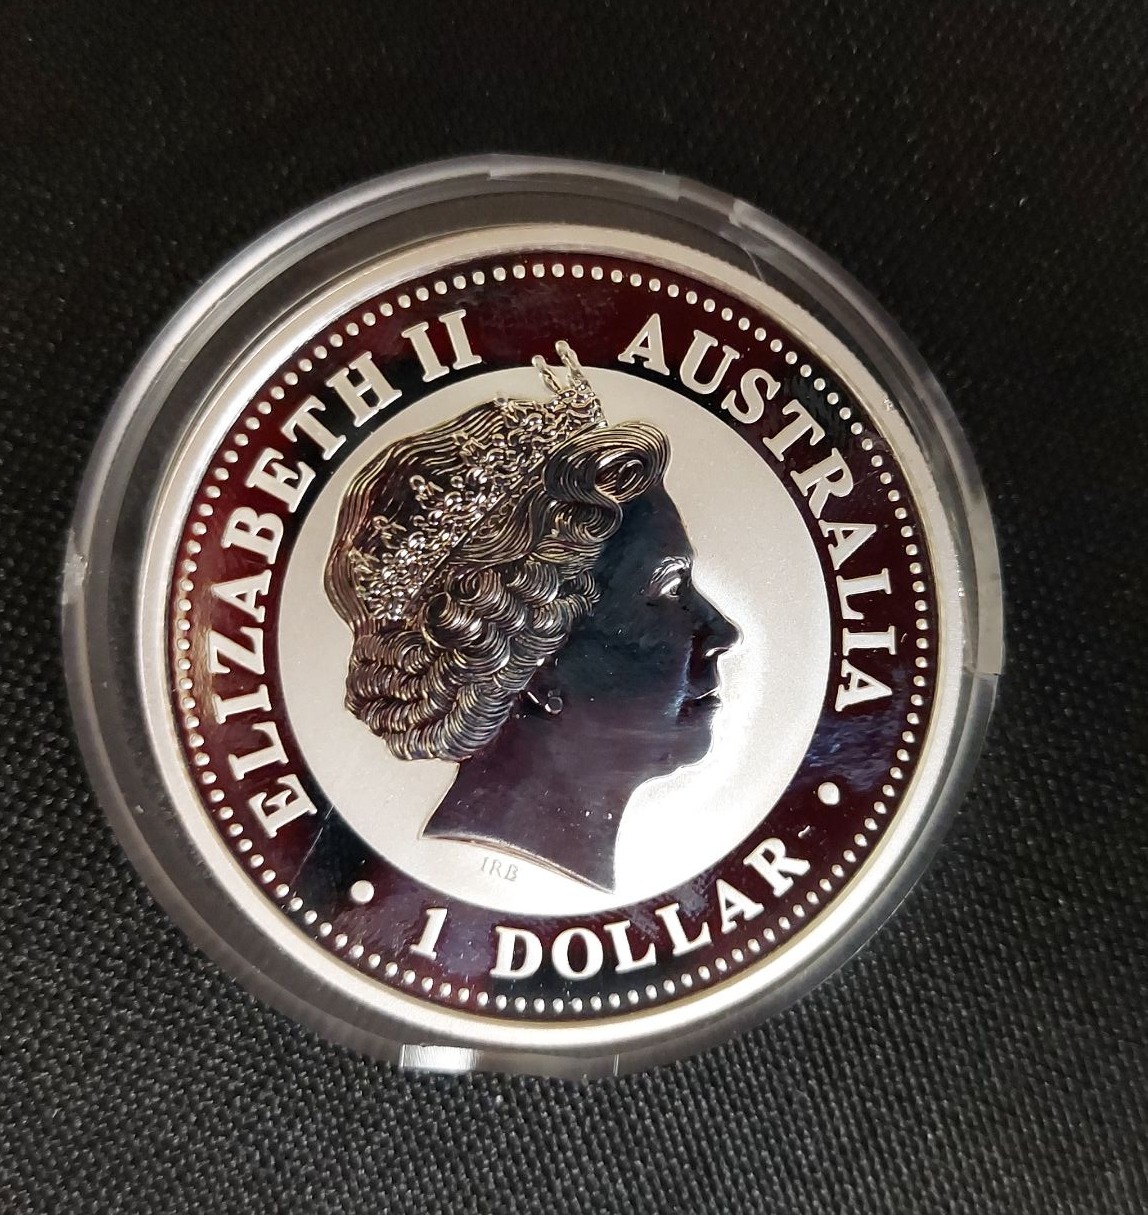 ELIZABETH II
AUSTRALIA
1 DOLLAR
IRB